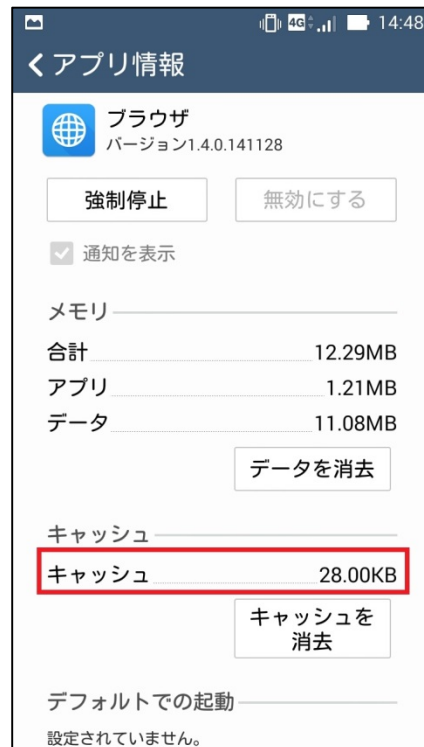 4G 14:48
アプリ情報
ブラウザ
バージョン1.4.0.141128
強制停止 無効にする
通知を表示
メモリ
合計 12.29MB
アプリ 1.21MB
データ 11.08MB
データを消去
キャッシュ
キャッシュ 28.00KB
キャッシュを
消去
デフォルトでの起動
設定されていません。